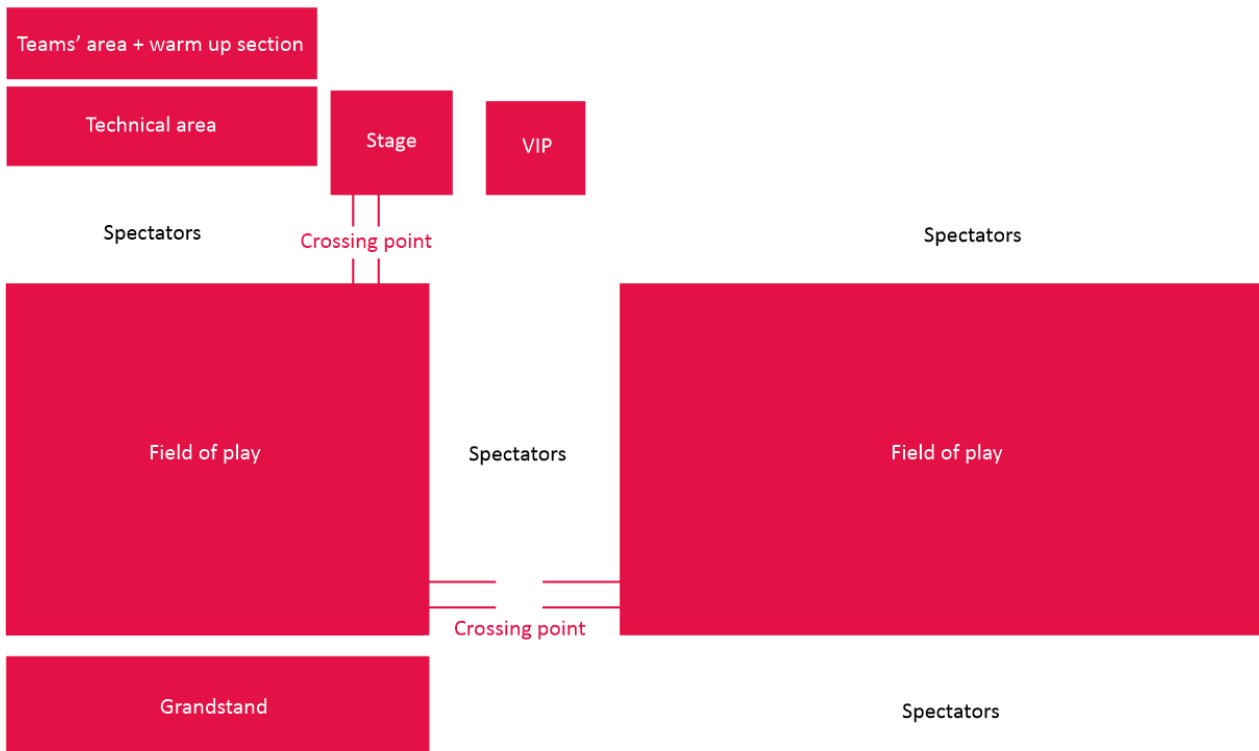 Teams’ area + warm up section
Technical area
Stage
VIP
Spectators
Crossing point
Spectators
Field of play
Spectators
Field of play
Crossing point
Grandstand
Spectators